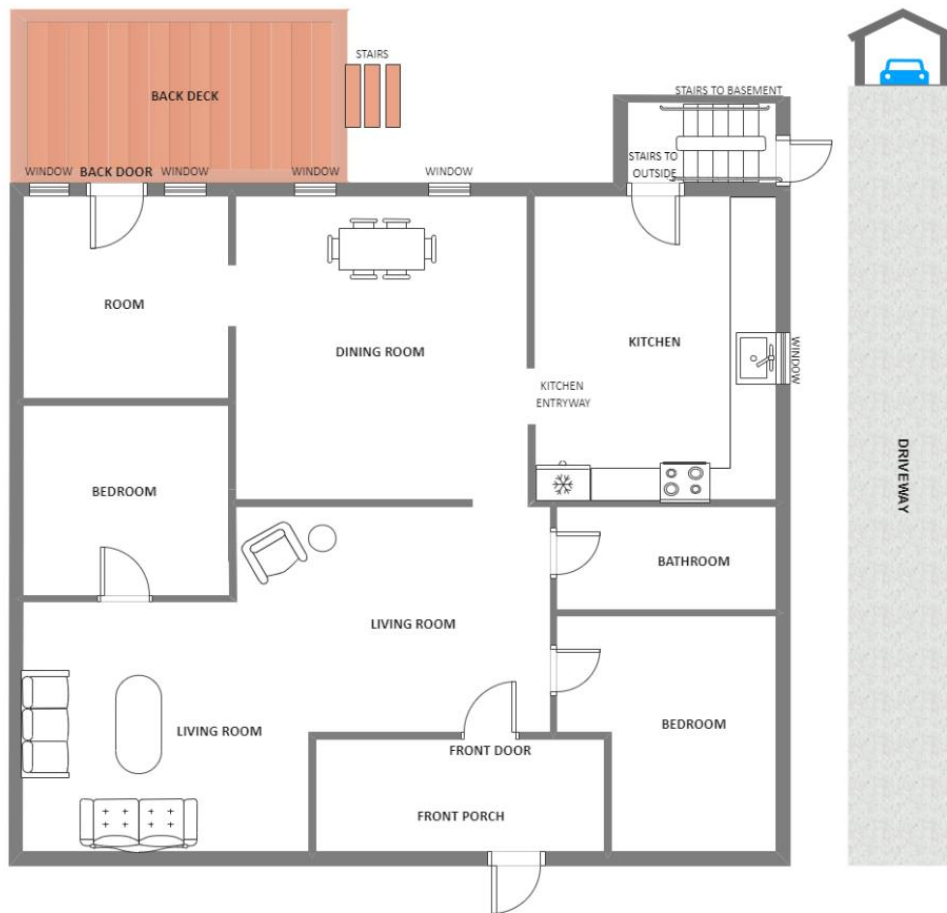 STAIRS
STAIRS TO BASEMENT
BACK DECK
STAIRS TO
OUTSIDE
WINDOW
BACK DOOR
WINDOW
WINDOW
WINDOW
ROOM
DINING ROOM
KITCHEN
WINDOW
KITCHEN
ENTRYWAY
DRIVEWAY
BEDROOM
BATHROOM
LIVING ROOM
LIVING ROOM
BEDROOM
FRONT DOOR
FRONT PORCH